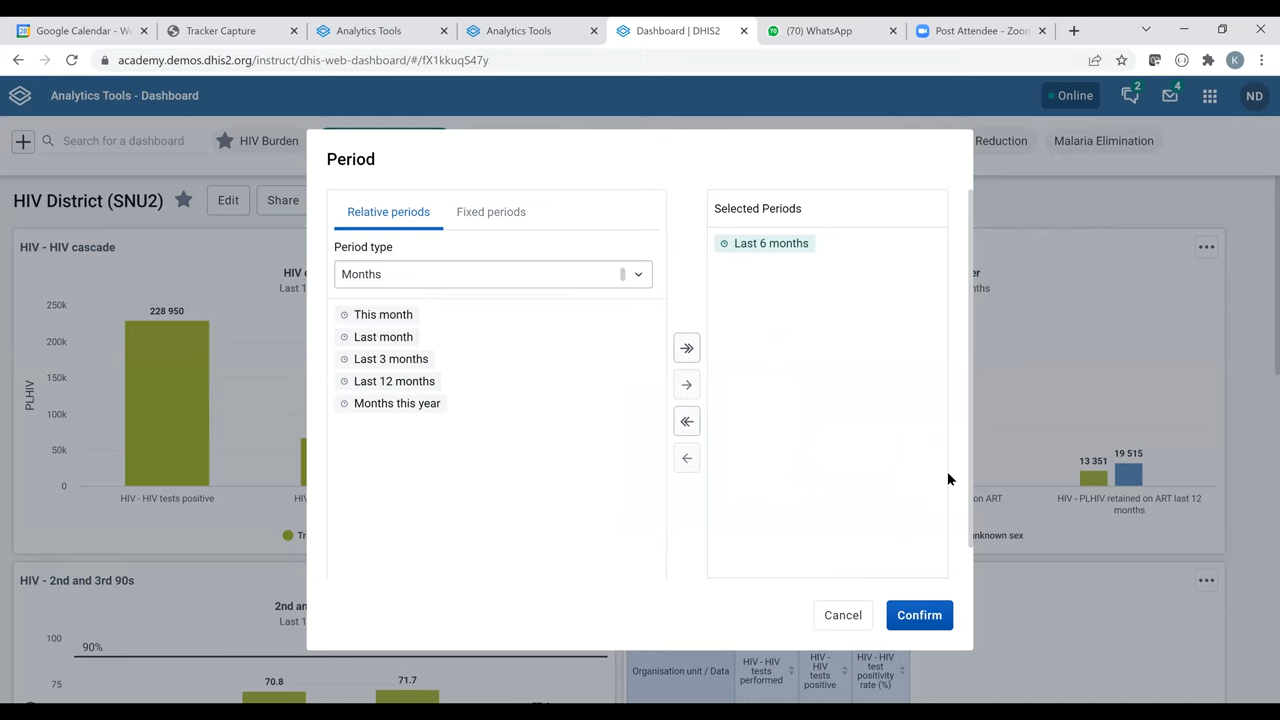 Google Calendar - We
Tracker Capture
Analytics Tools
Analytics Tools
Dashboard | DHIS2
(70) WhatsApp
Post Attendee - Zoom
academy.demos.dhis2.org/instruct/dhis-web-dashboard/#/fX1kkqqS47y
K
Analytics Tools - Dashboard
Online
2
4
ND
Search for a dashboard
HIV Burden
Reduction
Malaria Elimination
HIV District (SNU2)
Edit
Share
Period
Relative periods
Fixed periods
Period type
Months
This month
Last month
Last 3 months
Last 12 months
Months this year
Selected Periods
Last 6 months
Cancel
Confirm
HIV - HIV cascade
250k
200k
150k
100k
50k
0
PLHIV
228 950
HIV - HIV tests positive
13 351
19 515
on ART
HIV - PLHIV retained on ART last 12
months
unknown sex
HIV - 2nd and 3rd 90s
2nd an
100
90%
75
70.8
71.7
Organisation unit / Data
HIV - HIV
tests
performed
HIV -
HIV
tests
positive
HIV - HIV
test
positivity
rate (%)